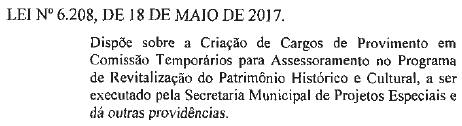 LEI Nº 6.208, DE 18 DE MAIO DE 2017.
Dispõe sobre a Criação de Cargos de Provimento em
Comissão Temporários para Assessoramento no Programa
de Revitalização do Patrimônio Histórico e Cultural, a ser
executado pela Secretaria Municipal de Projetos Especiais e
dá outras providências.